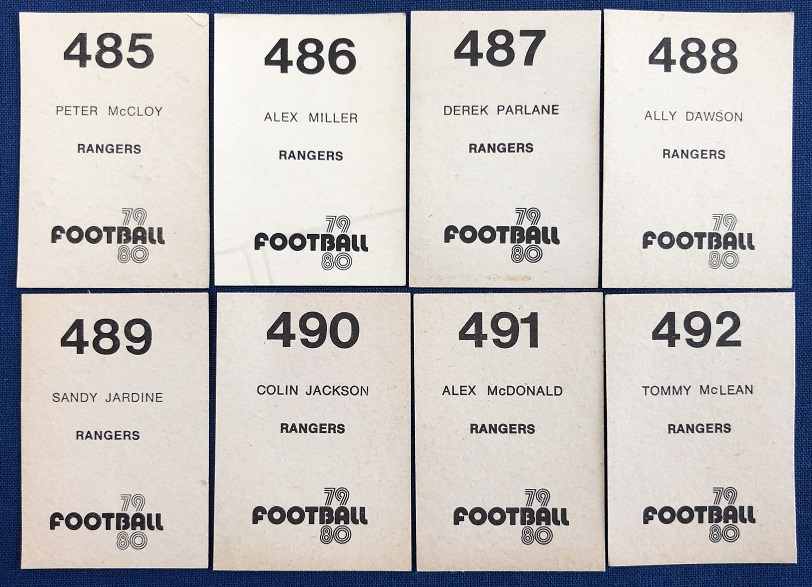 485
PETER McCLOY
RANGERS
79
FOOTBALL
80
486
ALEX MILLER
RANGERS
79
FOOTBALL
80
487
DEREK PARLANE
RANGERS
79
FOOTBALL
80
488
ALLY DAWSON
RANGERS
79
FOOTBALL
80
489
SANDY JARDINE
RANGERS
79
FOOTBALL
80
490
COLIN JACKSON
RANGERS
79
FOOTBALL
80
491
ALEX McDONALD
RANGERS
79
FOOTBALL
80
492
TOMMY McLEAN
RANGERS
79
FOOTBALL
80